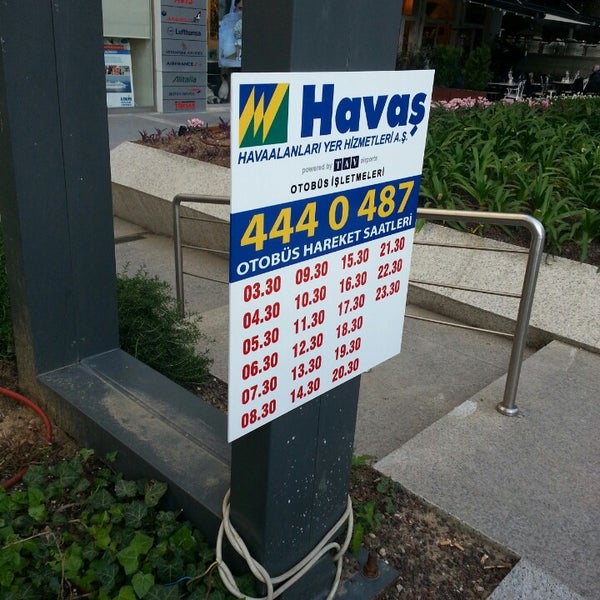 Lufthansa
Alitalia
Havaş
HAVAALANLARI YER HİZMETLERİ A.Ş.
powered by TAV airports
OTOBÜS İŞLETMELERİ
444 0 487
OTOBÜS HAREKET SAATLERİ
03.30 09.30 15.30 21.30
04.30 10.30 16.30 22.30
05.30 11.30 17.30 23.30
06.30 12.30 18.30
07.30 13.30 19.30
08.30 14.30 20.30